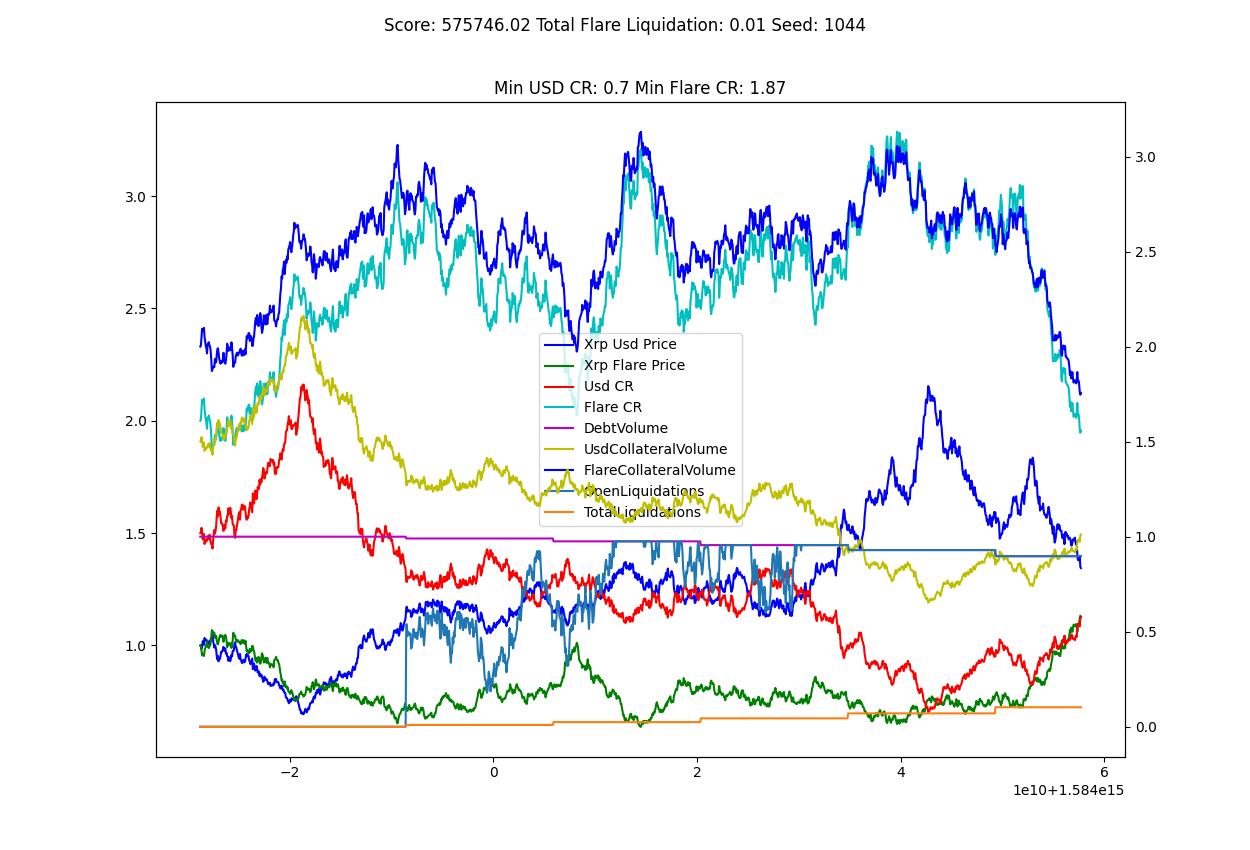 Score: 575746.02 Total Flare Liquidation: 0.01 Seed: 1044
Min USD CR: 0.7 Min Flare CR: 1.87
3.0
2.5
2.0
1.5
1.0
3.0
2.5
2.0
1.5
1.0
0.5
0.0
Xrp Usd Price
Xrp Flare Price
Usd CR
Flare CR
DebtVolume
UsdCollateralVolume
FlareCollateralVolume
OpenLiquidations
TotalLiquidations
−2 0 2 4 6
1e10+1.584e15